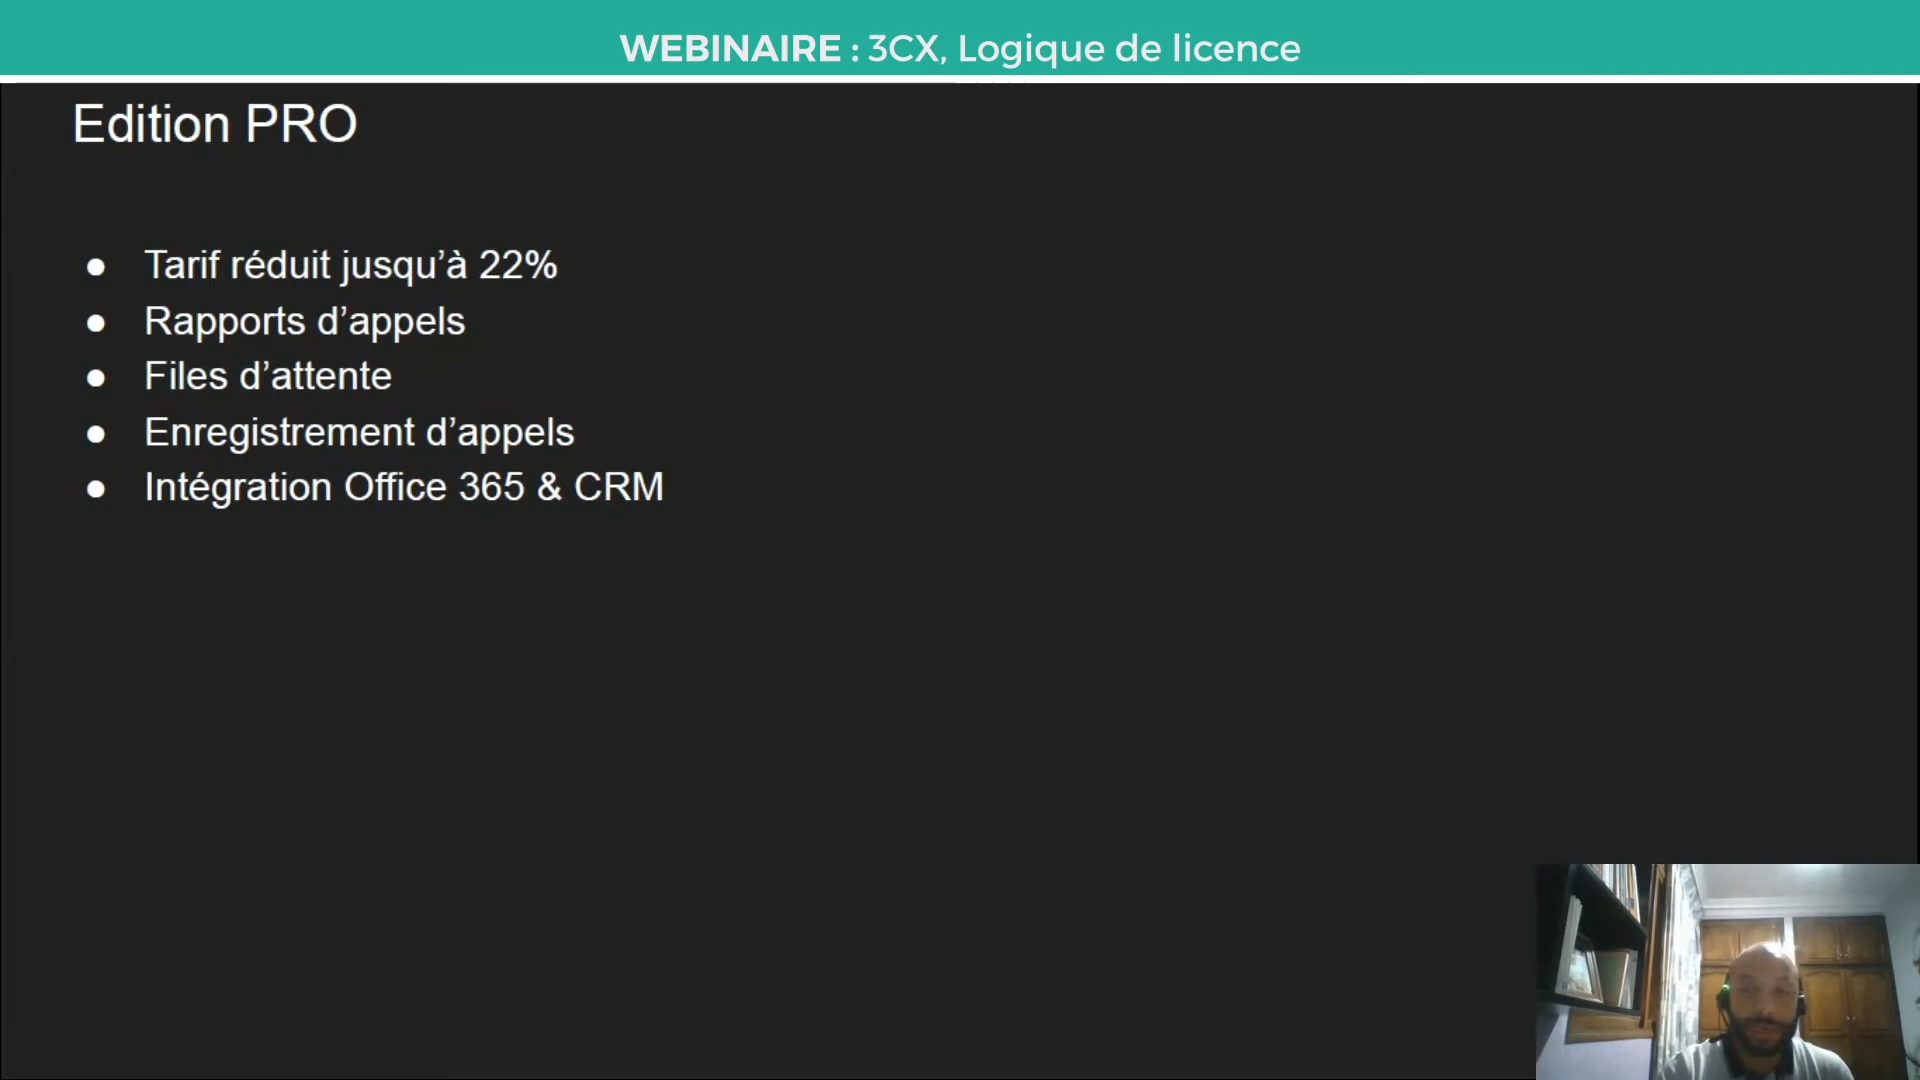 WEBINAIRE : 3CX, Logique de licence
Edition PRO
● Tarif réduit jusqu’à 22%
● Rapports d’appels
● Files d’attente
● Enregistrement d’appels
● Intégration Office 365 & CRM